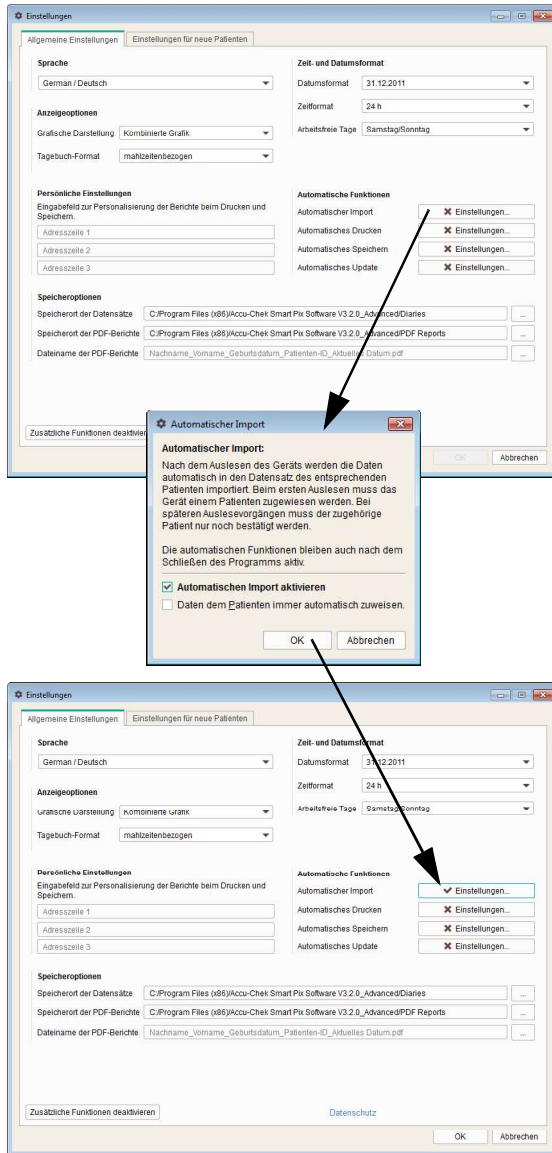 Einstellungen
Allgemeine Einstellungen Einstellungen für neue Patienten
Sprache
German / Deutsch
Anzeigeoptionen
Grafische Darstellung Kombinierte Grafik
Tagebuch-Format mahlzeitenbezogen
Zeit- und Datumsformat
Datumsformat 31.12.2011
Zeitformat 24 h
Arbeitsfreie Tage Samstag/Sonntag
Persönliche Einstellungen
Eingabefeld zur Personalisierung der Berichte beim Drucken und
Speichern.
Adresszeile 1
Adresszeile 2
Adresszeile 3
Automatische Funktionen
Automatischer Import Einstellungen...
Automatisches Drucken Einstellungen...
Automatisches Speichern Einstellungen...
Automatisches Update Einstellungen...
Speicheroptionen
Speicherort der Datensätze C:/Program Files (x86)/Accu-Chek Smart Pix Software V3.2.0_Advanced/Diaries ...
Speicherort der PDF-Berichte C:/Program Files (x86)/Accu-Chek Smart Pix Software V3.2.0_Advanced/PDF Reports ...
Dateiname der PDF-Berichte Nachname_Vorname_Geburtsdatum_Patienten-ID_Aktuelles Datum.pdf ...
Zusätzliche Funktionen deaktivier
OK Abbrechen
Automatischer Import
Automatischer Import:
Nach dem Auslesen des Geräts werden die Daten
automatisch in den Datensatz des entsprechenden
Patienten importiert. Beim ersten Auslesen muss das
Gerät einem Patienten zugewiesen werden. Bei
späteren Auslesevorgängen muss der zugehörige
Patient nur noch bestätigt werden.
Die automatischen Funktionen bleiben auch nach dem
Schließen des Programms aktiv.
Automatischen Import aktivieren
Daten dem Patienten immer automatisch zuweisen.
OK Abbrechen
Einstellungen
Allgemeine Einstellungen Einstellungen für neue Patienten
Sprache
German / Deutsch
Anzeigeoptionen
Grafische Darstellung Kombinierte Grafik
Tagebuch-Format mahlzeitenbezogen
Zeit- und Datumsformat
Datumsformat 31.12.2011
Zeitformat 24 h
Arbeitsfreie Tage Samstag/Sonntag
Persönliche Einstellungen
Eingabefeld zur Personalisierung der Berichte beim Drucken und
Speichern.
Adresszeile 1
Adresszeile 2
Adresszeile 3
Automatische Funktionen
Automatischer Import Einstellungen...
Automatisches Drucken Einstellungen...
Automatisches Speichern Einstellungen...
Automatisches Update Einstellungen...
Speicheroptionen
Speicherort der Datensätze C:/Program Files (x86)/Accu-Chek Smart Pix Software V3.2.0_Advanced/Diaries ...
Speicherort der PDF-Berichte C:/Program Files (x86)/Accu-Chek Smart Pix Software V3.2.0_Advanced/PDF Reports ...
Dateiname der PDF-Berichte Nachname_Vorname_Geburtsdatum_Patienten-ID_Aktuelles Datum.pdf ...
Zusätzliche Funktionen deaktivieren Datenschutz
OK Abbrechen